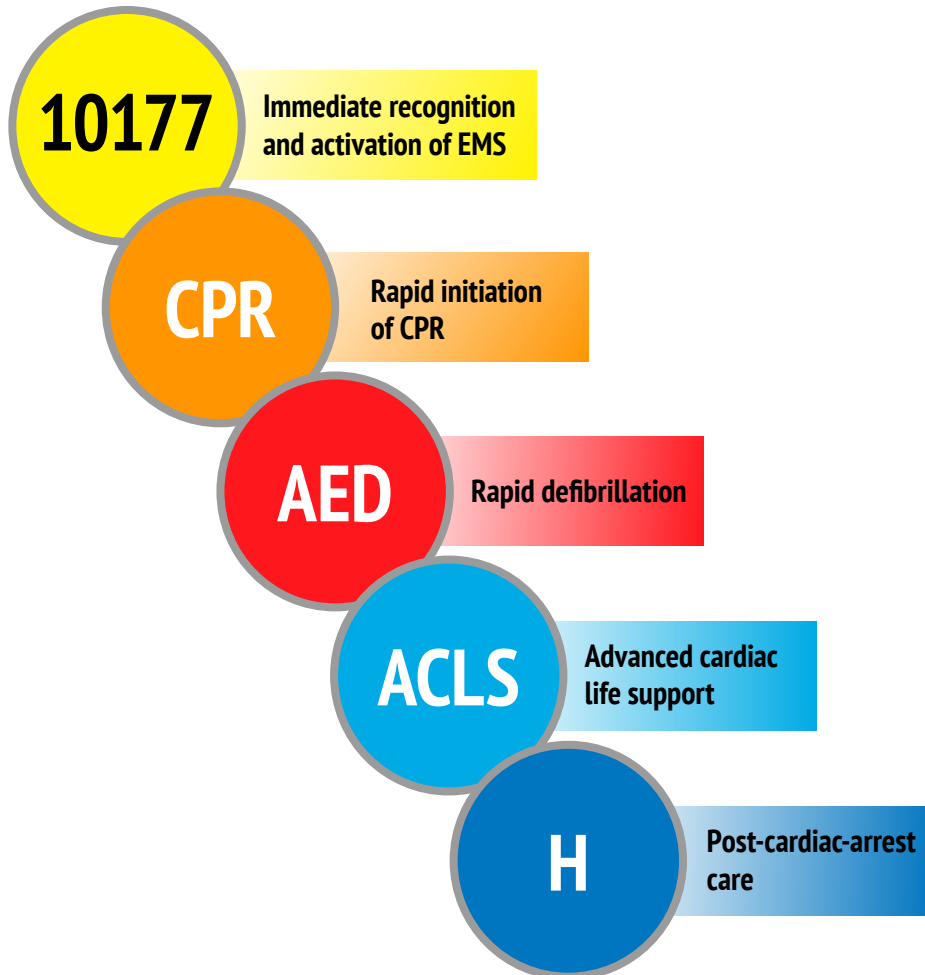 10177
Immediate recognition
and activation of EMS
CPR
Rapid initiation
of CPR
AED
Rapid defibrillation
ACLS
Advanced cardiac
life support
H
Post-cardiac-arrest
care